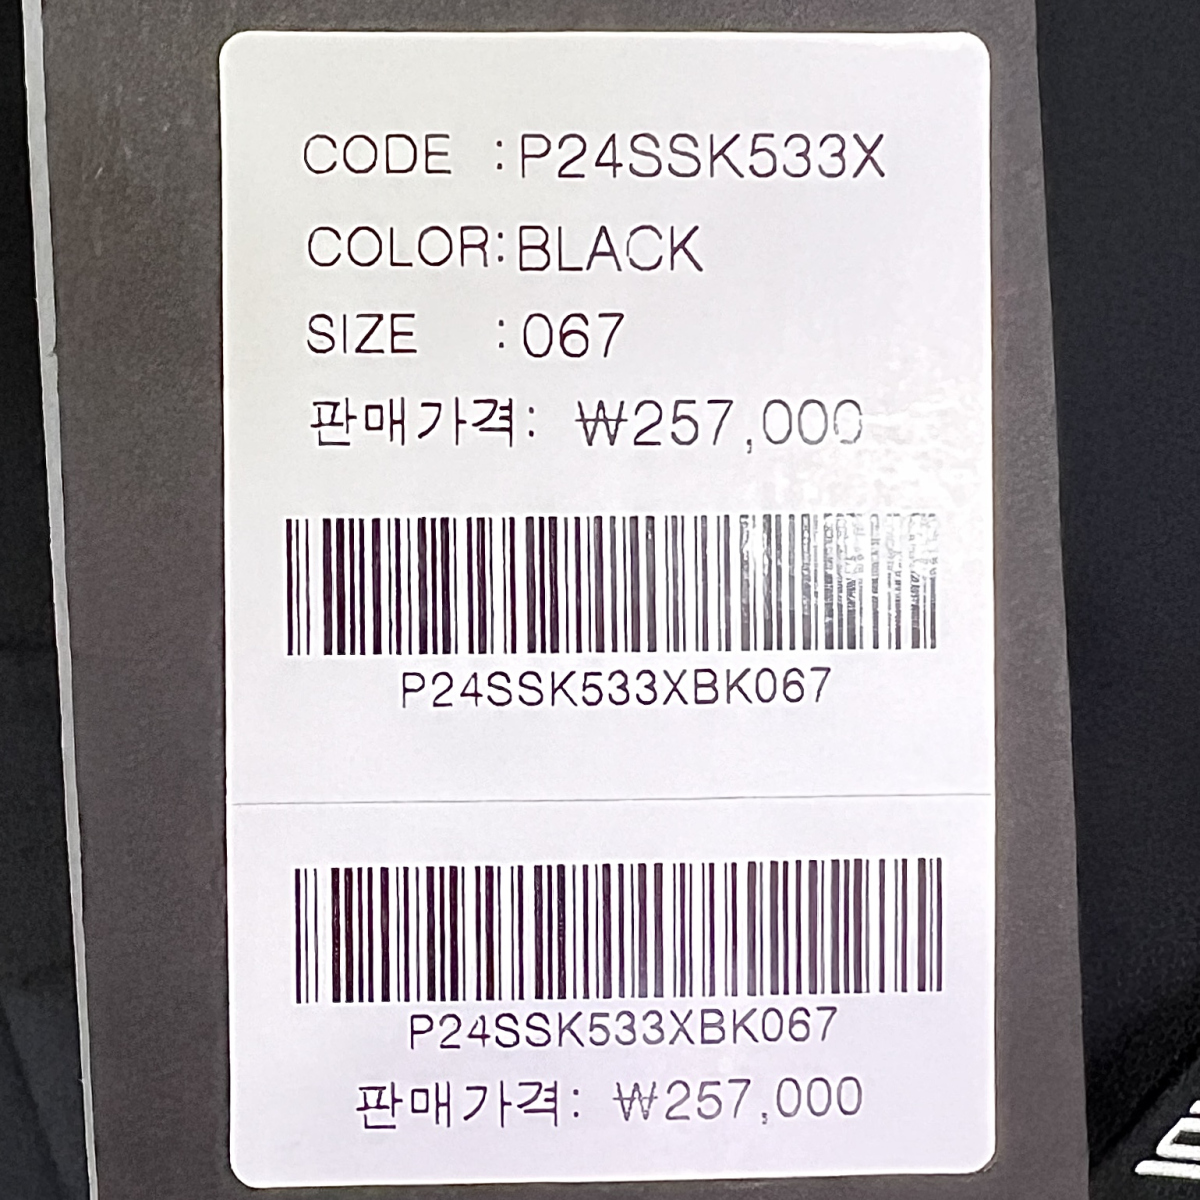 CODE :P24SSK533X
COLOR:BLACK
SIZE :067
판매가격: ₩257,000
P24SSK533XBK067
P24SSK533XBK067
판매가격: ₩257,000